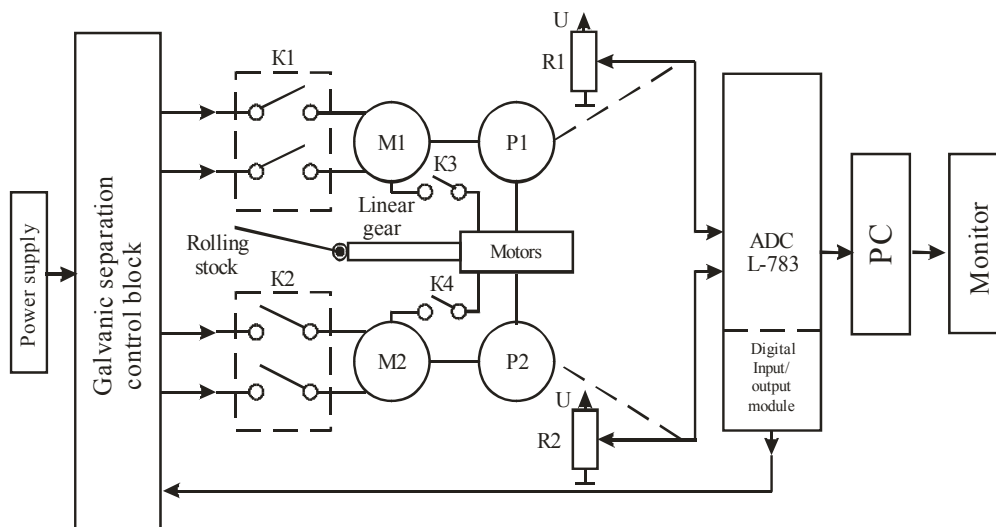 Power supply
Galvanic separation
control block
K1
K2
M1
P1
K3
Linear
gear
Rolling
stock
Motors
K4
M2
P2
U
R1
U
R2
ADC
L-783
Digital
Input/
output
module
PC
Monitor